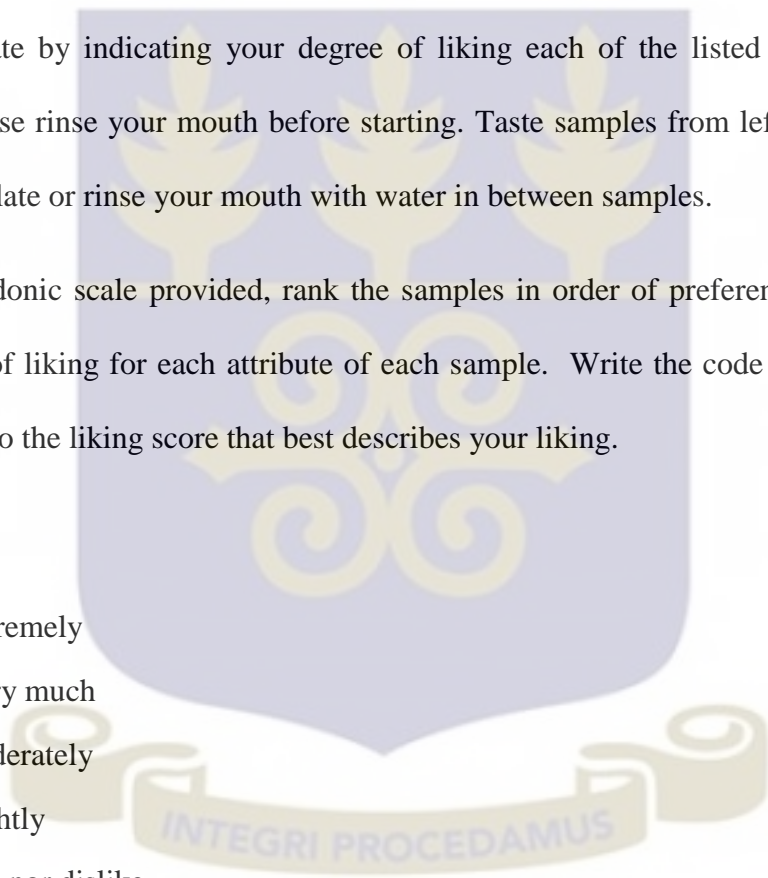 te by indicating your degree of liking each of the listed
se rinse your mouth before starting. Taste samples from lef
late or rinse your mouth with water in between samples.
donic scale provided, rank the samples in order of preferen
of liking for each attribute of each sample. Write the code
o the liking score that best describes your liking.
remely
ry much
derately
htly
nor dislike
INTEGRI PROCEDAMUS